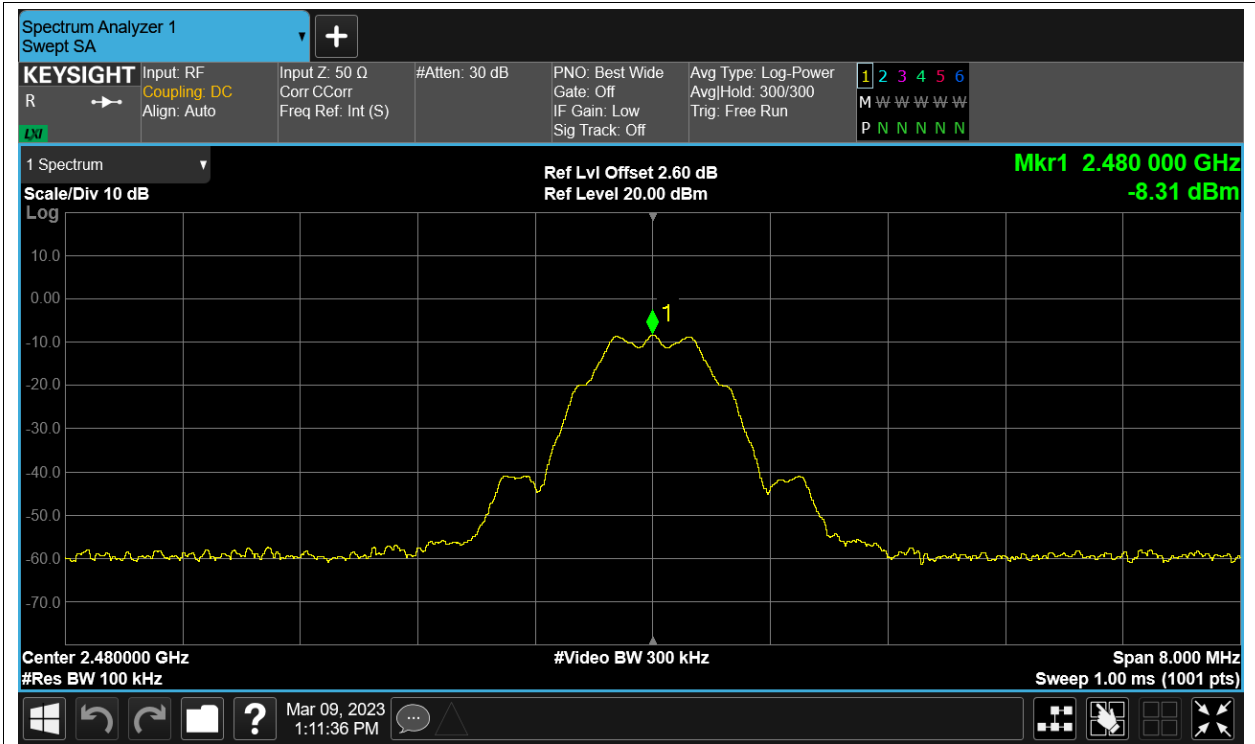 Spectrum Analyzer 1
Swept SA
+
KEYSIGHT
R
LXI
Input: RF
Coupling: DC
Align: Auto
Input Z: 50 Ω
Corr CCorr
Freq Ref: Int (S)
#Atten: 30 dB
PNO: Best Wide
Gate: Off
IF Gain: Low
Sig Track: Off
Avg Type: Log-Power
Avg|Hold: 300/300
Trig: Free Run
1 2 3 4 5 6
M W W W W W
P N N N N N
1 Spectrum
Scale/Div 10 dB
Log
Ref Lvl Offset 2.60 dB
Ref Level 20.00 dBm
Mkr1 2.480 000 GHz
-8.31 dBm
10.0
0.00
-10.0
-20.0
-30.0
-40.0
-50.0
-60.0
-70.0
1
Center 2.480000 GHz
#Res BW 100 kHz
#Video BW 300 kHz
Span 8.000 MHz
Sweep 1.00 ms (1001 pts)
?
Mar 09, 2023
1:11:36 PM